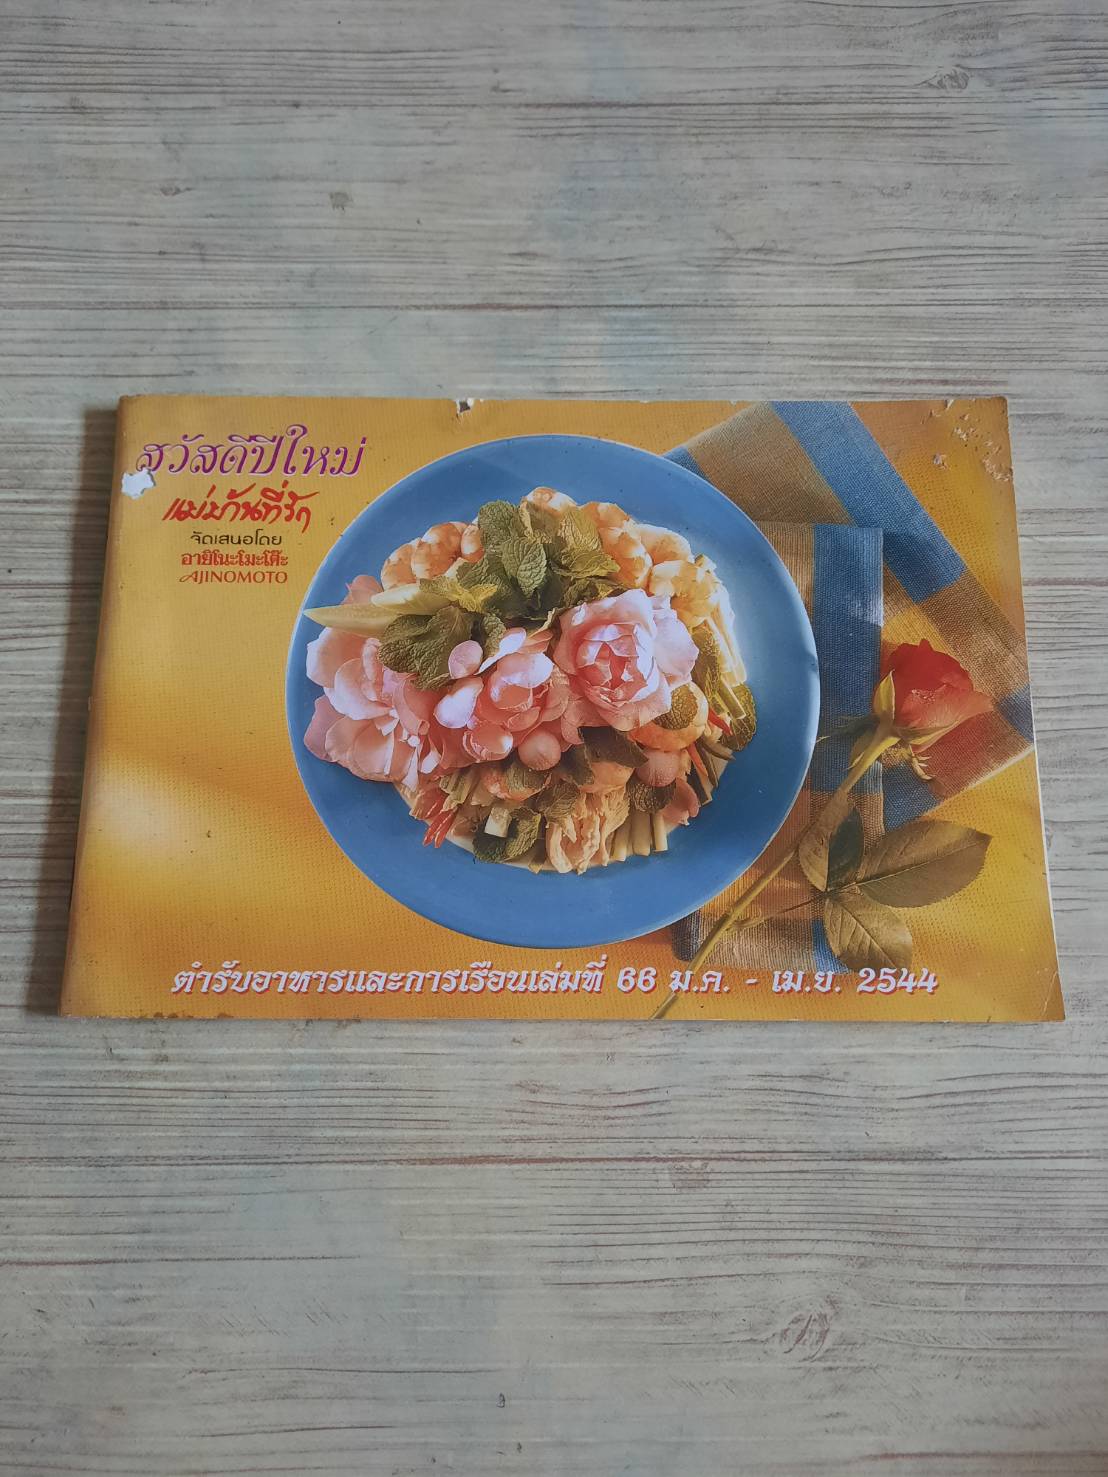 สวัสดีปีใหม่
แม่บ้านที่รัก
จัดเสนอโดย
อายิโนะโมะโต๊ะ
AJINOMOTO
ตำรับอาหารและการเรือนเล่มที่ 66 ม.ค. - เม.ย. 2544